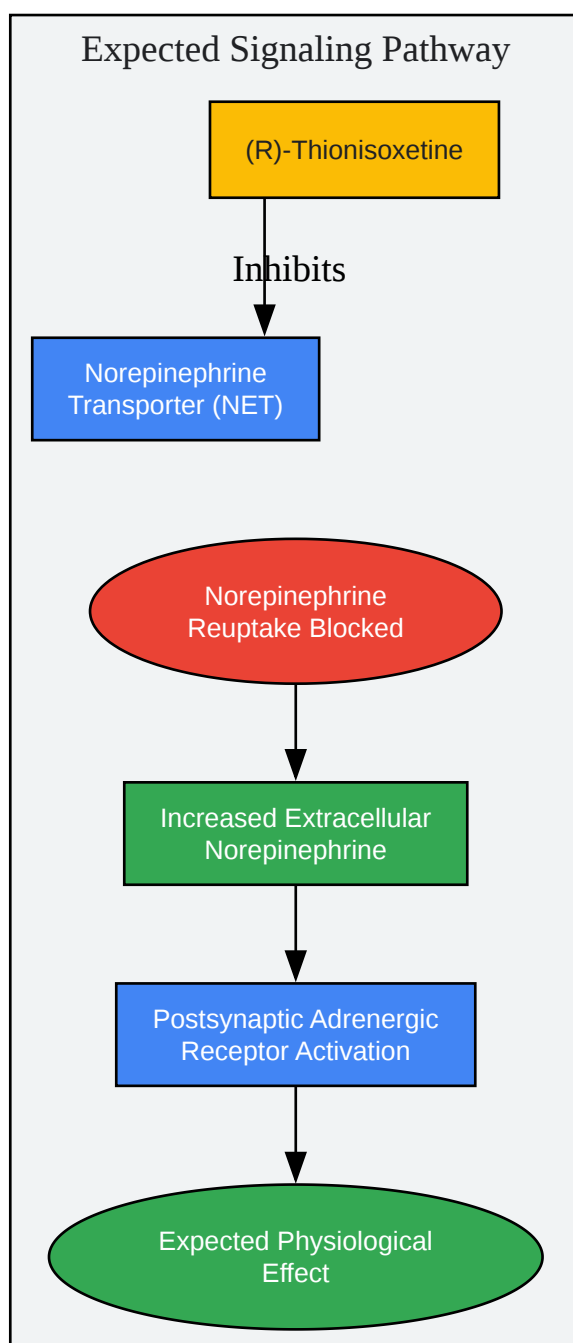 Expected Signaling Pathway
(R)-Thionisoxetine
Inhibits
Norepinephrine
Transporter (NET)
Norepinephrine
Reuptake Blocked
Increased Extracellular
Norepinephrine
Postsynaptic Adrenergic
Receptor Activation
Expected Physiological
Effect